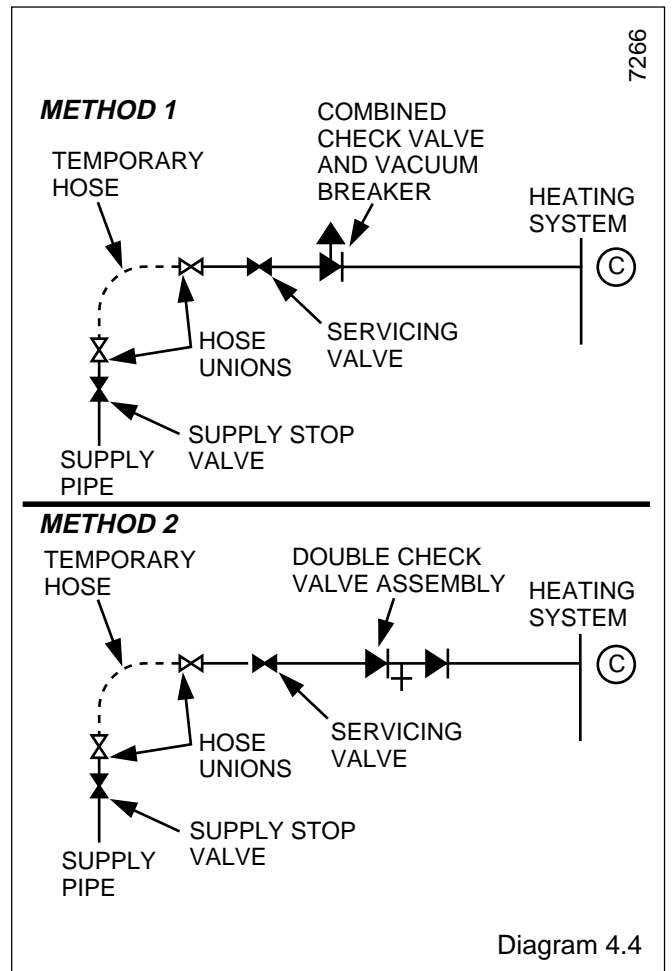 7266
METHOD 1
TEMPORARY
HOSE
COMBINED
CHECK VALVE
AND VACUUM
BREAKER
HEATING
SYSTEM
C
HOSE
UNIONS
SERVICING
VALVE
SUPPLY STOP
VALVE
SUPPLY
PIPE
METHOD 2
TEMPORARY
HOSE
DOUBLE CHECK
VALVE ASSEMBLY
HEATING
SYSTEM
C
HOSE
UNIONS
SERVICING
VALVE
SUPPLY STOP
VALVE
SUPPLY
PIPE
Diagram 4.4